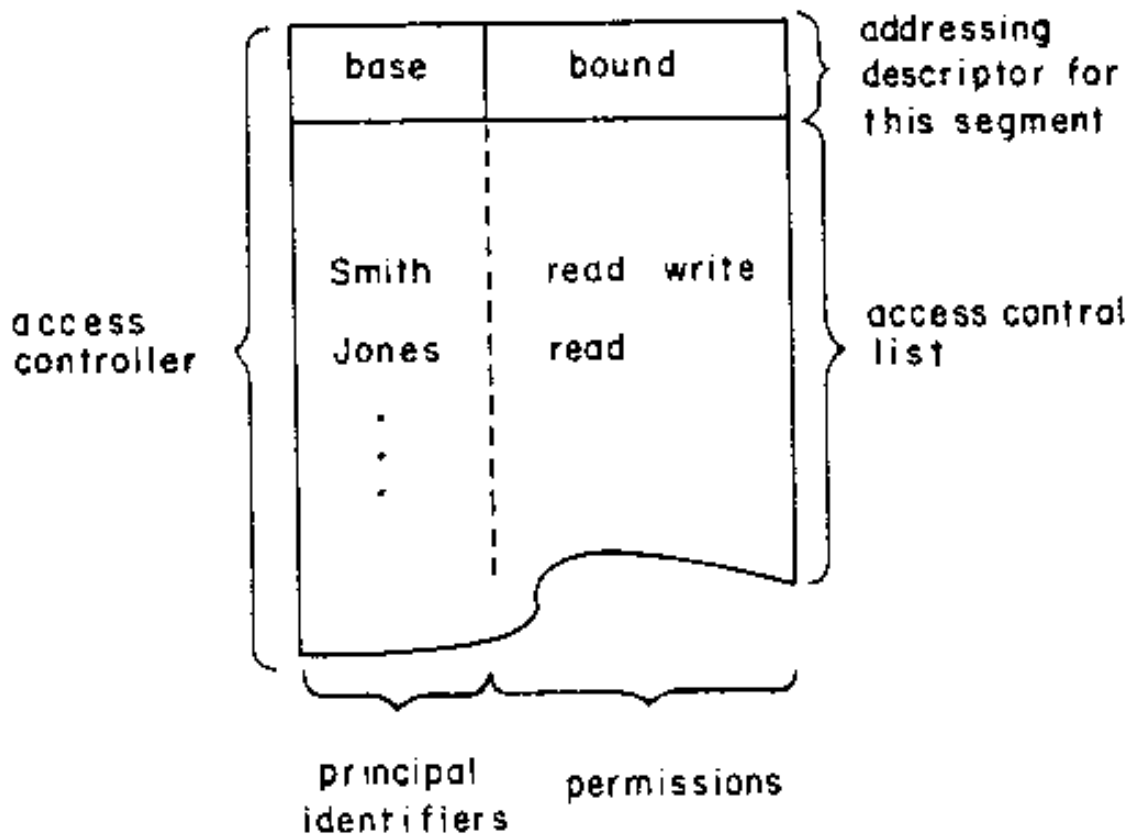 base bound
addressing
descriptor for
this segment
Smith read write
Jones read
access
controller
access control
list
principal
identifiers
permissions